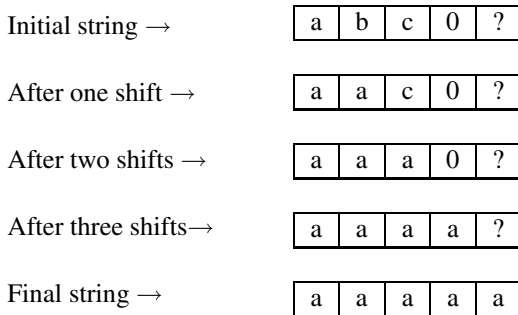 Initial string → a b c 0 ?
After one shift → a a c 0 ?
After two shifts → a a a 0 ?
After three shifts→ a a a a ?
Final string → a a a a a